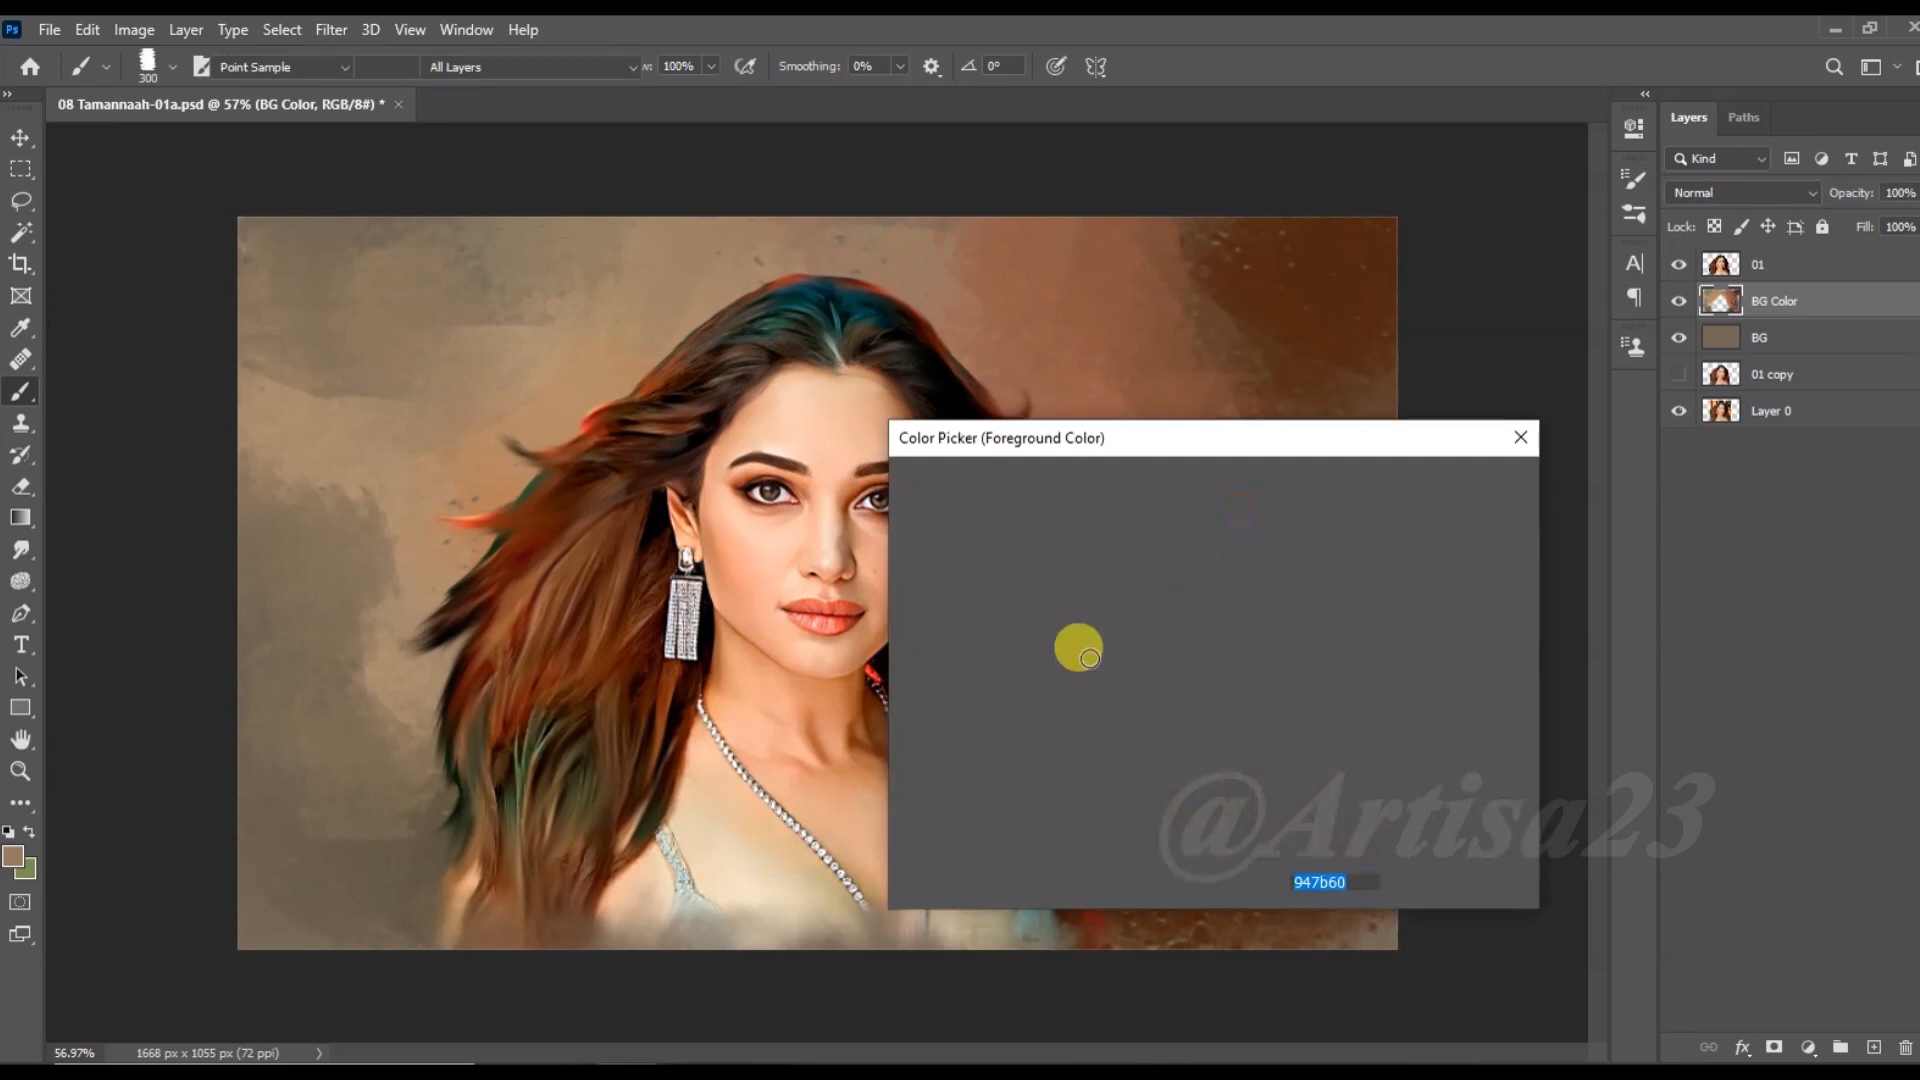 Ps File Edit Image Layer Type Select Filter 3D View Window Help
300 Point Sample All Layers 100% Smoothing: 0% 0°
08 Tamannaah-01a.psd @ 57% (BG Color, RGB/8#) *
Layers Paths
Kind
Normal Opacity: 100%
Lock: Fill: 100%
01
BG Color
BG
01 copy
Layer 0
Color Picker (Foreground Color)
@Artisa23
947b60
56.97% 1668 px x 1055 px (72 ppi)